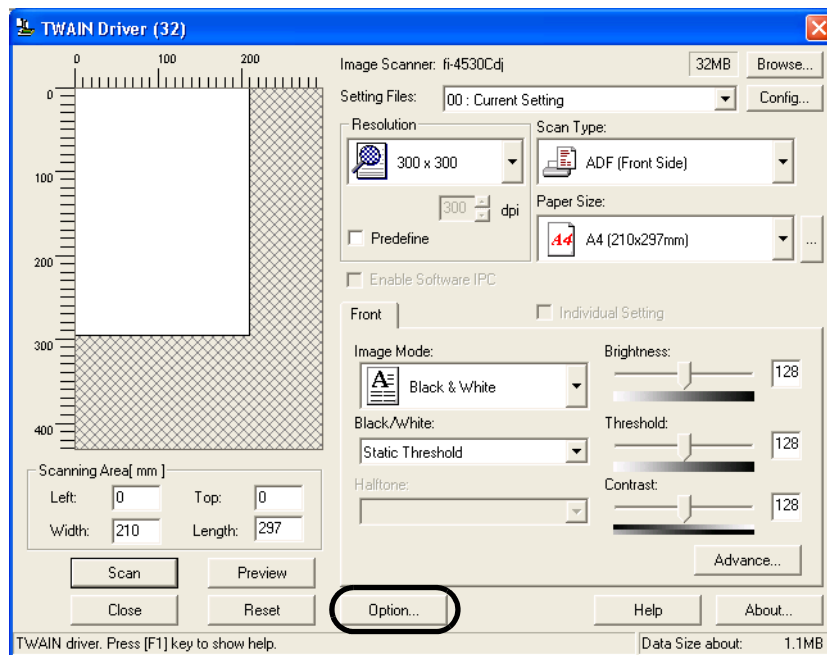 TWAIN Driver (32)
0 100 200
0
100
200
300
400
Image Scanner: fi-4530Cdj 32MB Browse...
Setting Files: 00 : Current Setting Config...
Resolution
300 x 300
300 dpi
Predefine
Scan Type:
ADF (Front Side)
Paper Size:
A4 A4 (210x297mm) ...
Enable Software IPC
Front Individual Setting
Image Mode:
A Black & White
Black/White:
Static Threshold
Halftone:
Brightness:
128
Threshold:
128
Contrast:
128
Advance...
Scanning Area[ mm ]
Left: 0 Top: 0
Width: 210 Length: 297
Scan Preview
Close Reset Option... Help About...
TWAIN driver. Press [F1] key to show help. Data Size about: 1.1MB